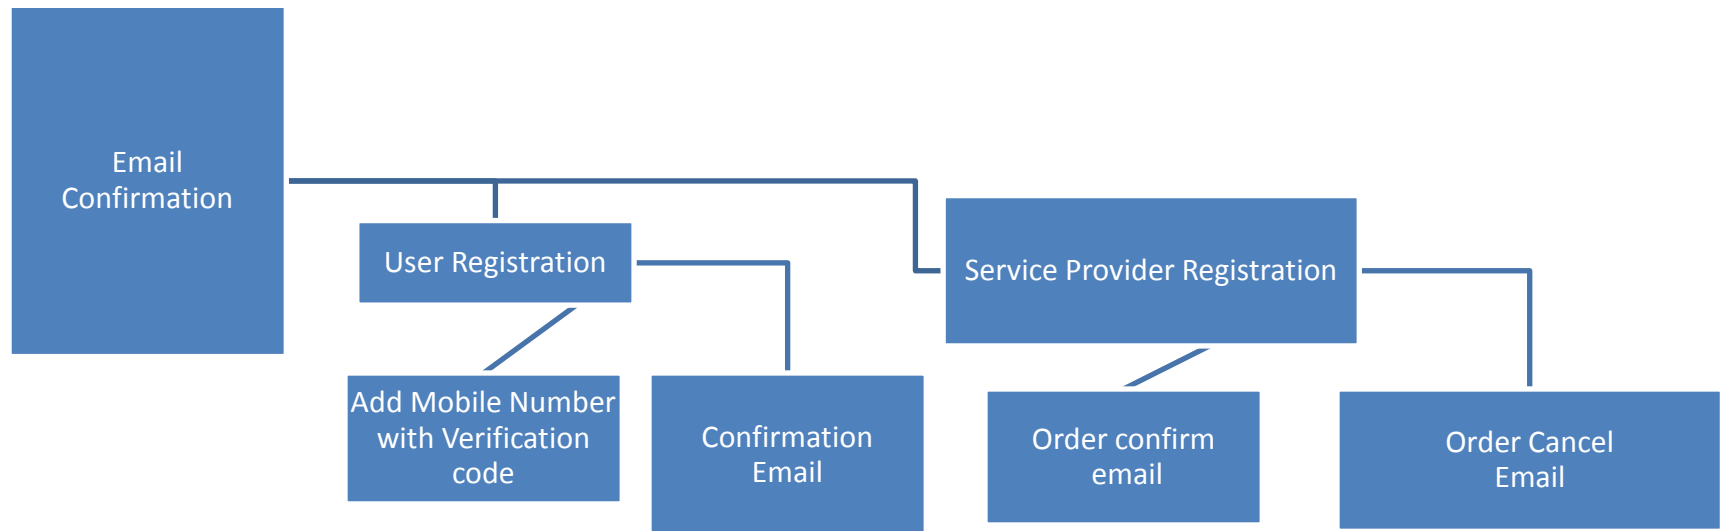 Email
Confirmation
User Registration
Service Provider Registration
Add Mobile Number
with Verification
code
Confirmation
Email
Order confirm
email
Order Cancel
Email